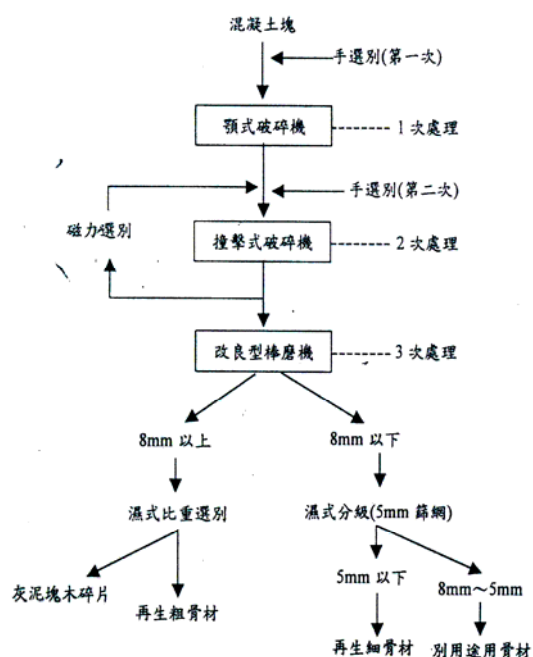 混凝土塊
手選別(第一次)
顎式破碎機
1次處理
手選別(第二次)
磁力選別
撞擊式破碎機
2次處理
改良型棒磨機
3次處理
8mm 以上
8mm 以下
濕式比重選別
濕式分級(5mm 篩網)
灰泥塊木碎片
再生粗骨材
5mm 以下
8mm～5mm
再生細骨材
別用途用骨材